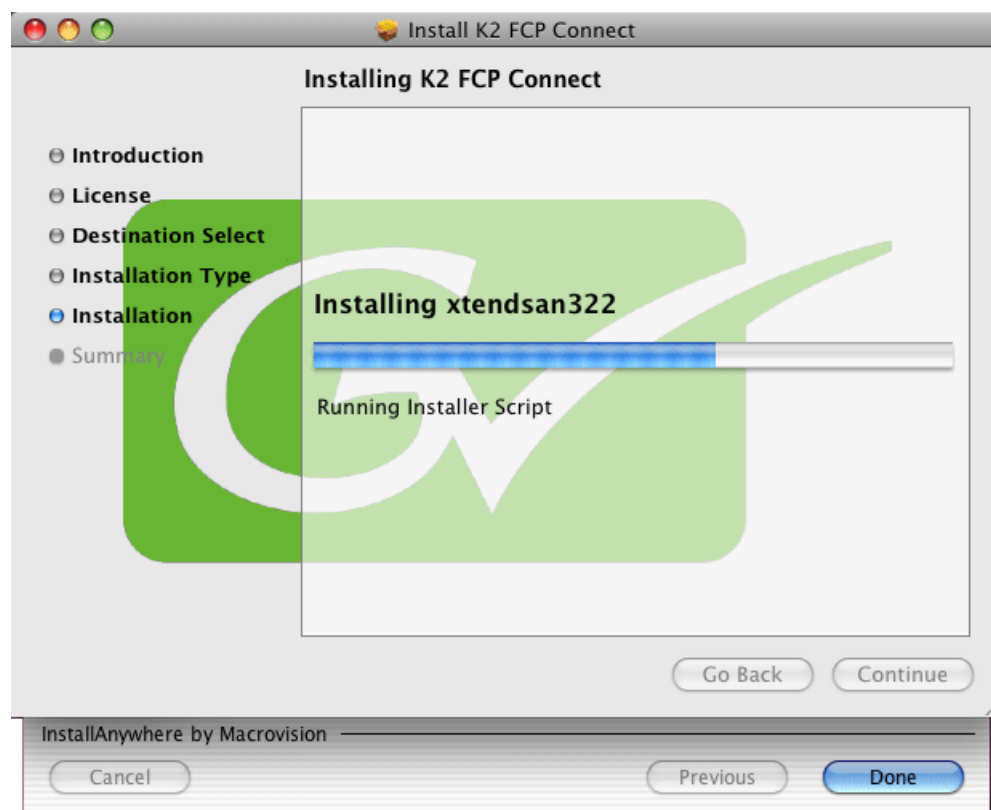 Install K2 FCP Connect
Installing K2 FCP Connect
Introduction
License
Destination Select
Installation Type
Installation
Summary
Installing xtendsan322
Running Installer Script
Go Back
Continue
InstallAnywhere by Macrovision
Cancel
Previous
Done